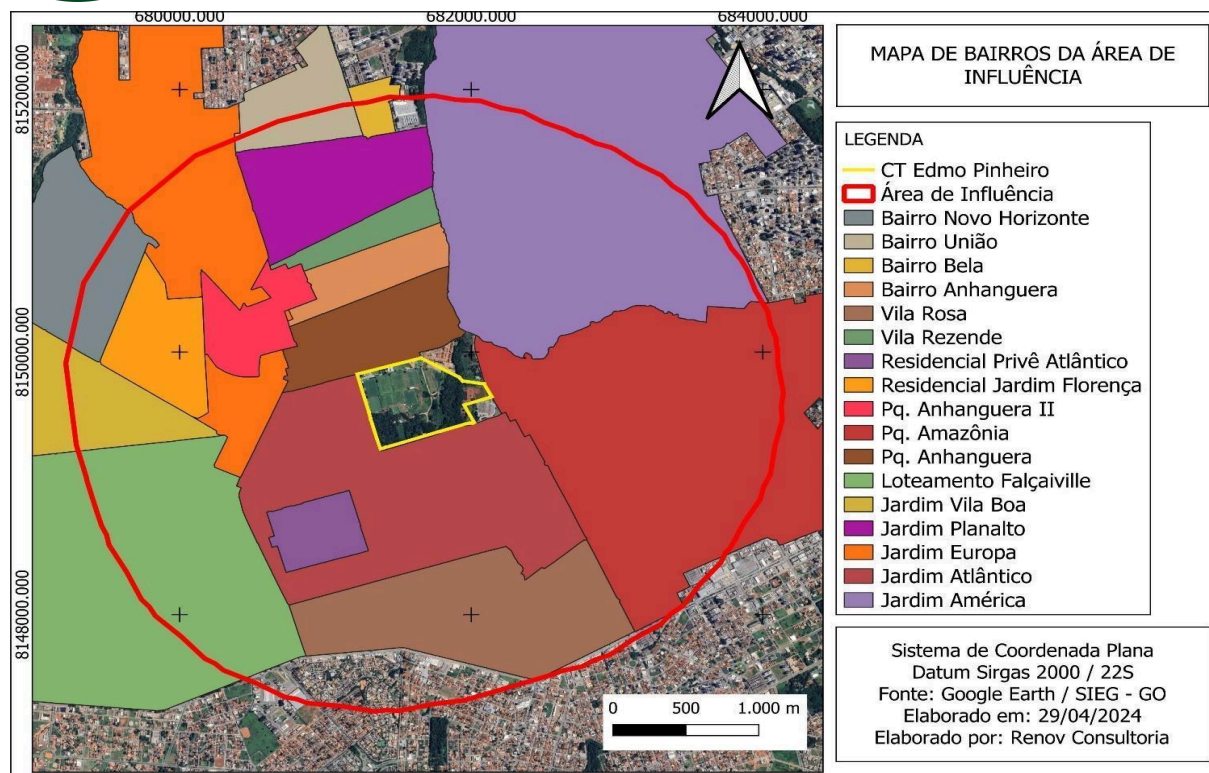 680000.000
682000.000
684000.000
8152000.000
8150000.000
8148000.000
0
500
1.000 m
MAPA DE BAIRROS DA ÁREA DE
INFLUÊNCIA
LEGENDA
CT Edmo Pinheiro
Área de Influência
Bairro Novo Horizonte
Bairro União
Bairro Bela
Bairro Anhanguera
Vila Rosa
Vila Rezende
Residencial Privê Atlântico
Residencial Jardim Florença
Pq. Anhanguera II
Pq. Amazônia
Pq. Anhanguera
Loteamento Falçaiville
Jardim Vila Boa
Jardim Planalto
Jardim Europa
Jardim Atlântico
Jardim América
Sistema de Coordenada Plana
Datum Sirgas 2000 / 22S
Fonte: Google Earth / SIEG - GO
Elaborado em: 29/04/2024
Elaborado por: Renov Consultoria